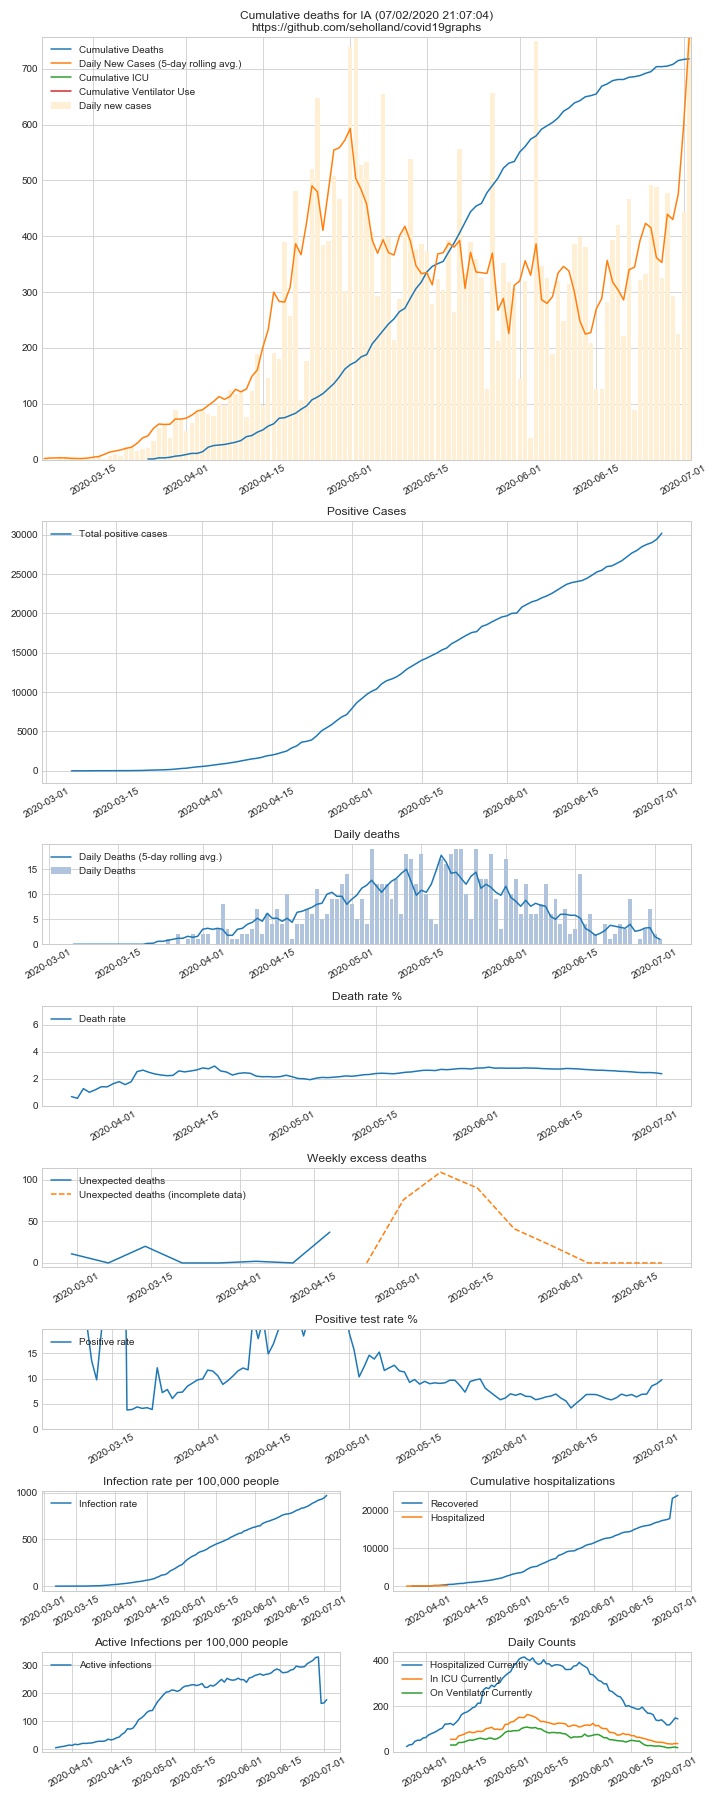 Cumulative deaths for IA (07/02/2020 21:07:04)
https://github.com/seholland/covid19graphs
Cumulative Deaths
Daily New Cases (5-day rolling avg.)
Cumulative ICU
Cumulative Ventilator Use
Daily new cases
700
600
500
400
300
200
100
0
2020-03-15 2020-04-01 2020-04-15 2020-05-01 2020-05-15 2020-06-01 2020-06-15 2020-07-01
Positive Cases
Total positive cases
30000
25000
20000
15000
10000
5000
0
2020-03-01 2020-03-15 2020-04-01 2020-04-15 2020-05-01 2020-05-15 2020-06-01 2020-06-15 2020-07-01
Daily deaths
Daily Deaths (5-day rolling avg.)
Daily Deaths
15
10
5
0
2020-03-01 2020-03-15 2020-04-01 2020-04-15 2020-05-01 2020-05-15 2020-06-01 2020-06-15 2020-07-01
Death rate %
Death rate
6
4
2
0
2020-04-01 2020-04-15 2020-05-01 2020-05-15 2020-06-01 2020-06-15 2020-07-01
Weekly excess deaths
Unexpected deaths
Unexpected deaths (incomplete data)
100
50
0
2020-03-01 2020-03-15 2020-04-01 2020-04-15 2020-05-01 2020-05-15 2020-06-01 2020-06-15
Positive test rate %
Positive rate
15
10
5
0
2020-03-15 2020-04-01 2020-04-15 2020-05-01 2020-05-15 2020-06-01 2020-06-15 2020-07-01
Infection rate per 100,000 people
Infection rate
1000
500
0
2020-03-01 2020-03-15 2020-04-01 2020-04-15 2020-05-01 2020-05-15 2020-06-01 2020-06-15 2020-07-01
Cumulative hospitalizations
Recovered
Hospitalized
20000
10000
0
2020-04-01 2020-04-15 2020-05-01 2020-05-15 2020-06-01 2020-06-15 2020-07-01
Active Infections per 100,000 people
Active infections
300
200
100
0
2020-04-01 2020-04-15 2020-05-01 2020-05-15 2020-06-01 2020-06-15 2020-07-01
Daily Counts
Hospitalized Currently
In ICU Currently
On Ventilator Currently
400
200
0
2020-04-01 2020-04-15 2020-05-01 2020-05-15 2020-06-01 2020-06-15 2020-07-01